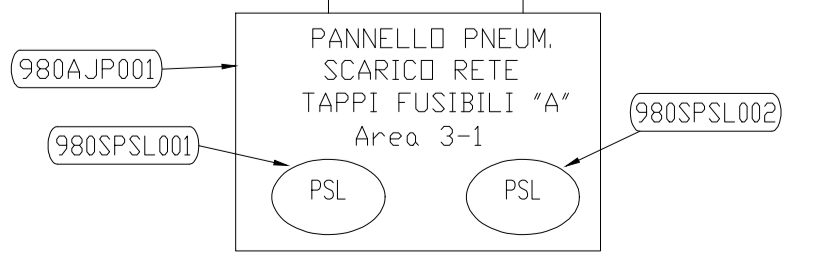 PANNELLO PNEUM.
980AJP001
SCARICO RETE
TAPPI FUSIBILI "A"
980SPSL002
Area 3-1
980SPSL001
PSL
PSL